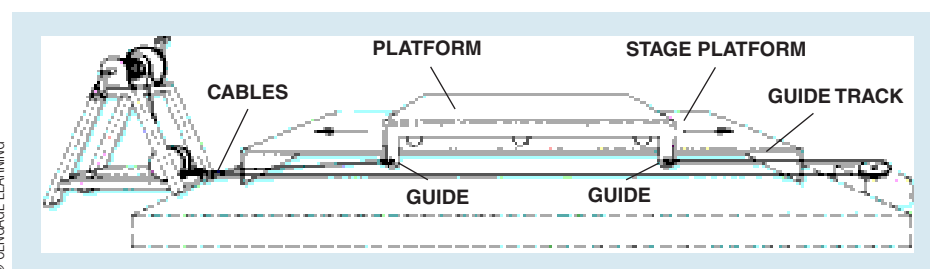 PLATFORM
STAGE PLATFORM
CABLES
GUIDE TRACK
GUIDE
GUIDE
© CENGAGE LEARNING